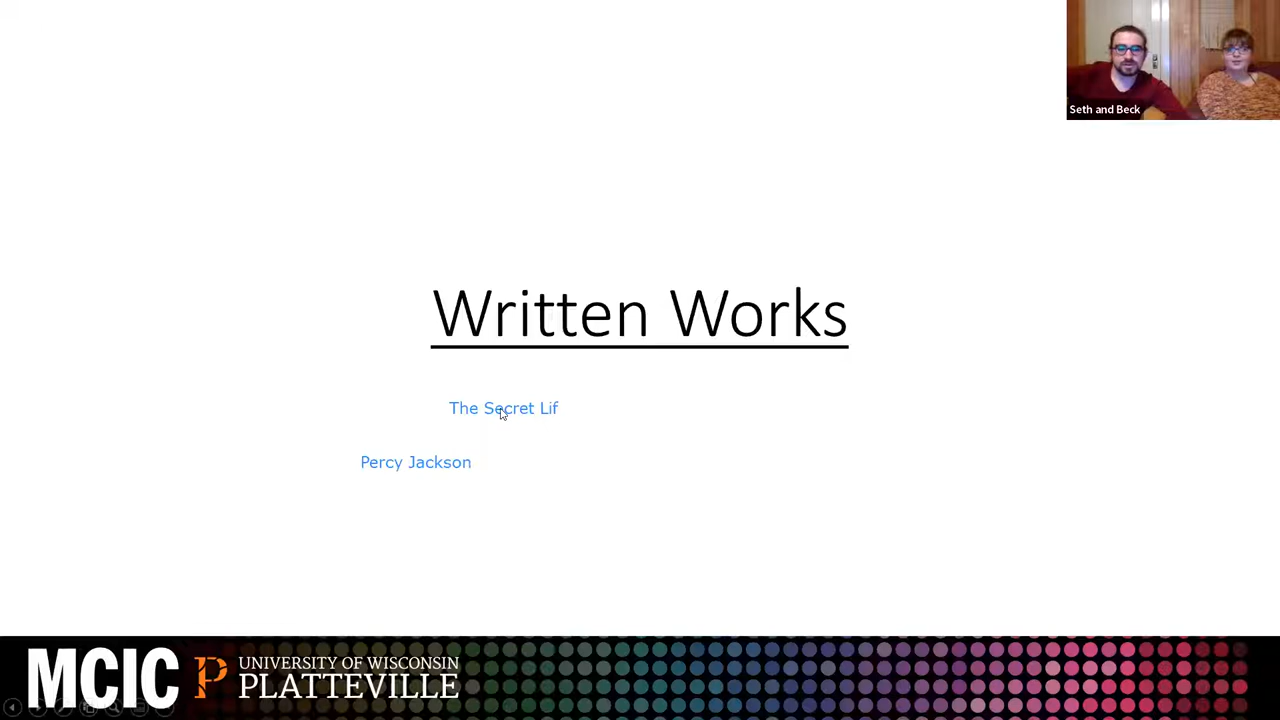 Seth and Beck
Written Works
The Secret Lif
Percy Jackson
MCIC
P
UNIVERSITY OF WISCONSIN
PLATTEVILLE